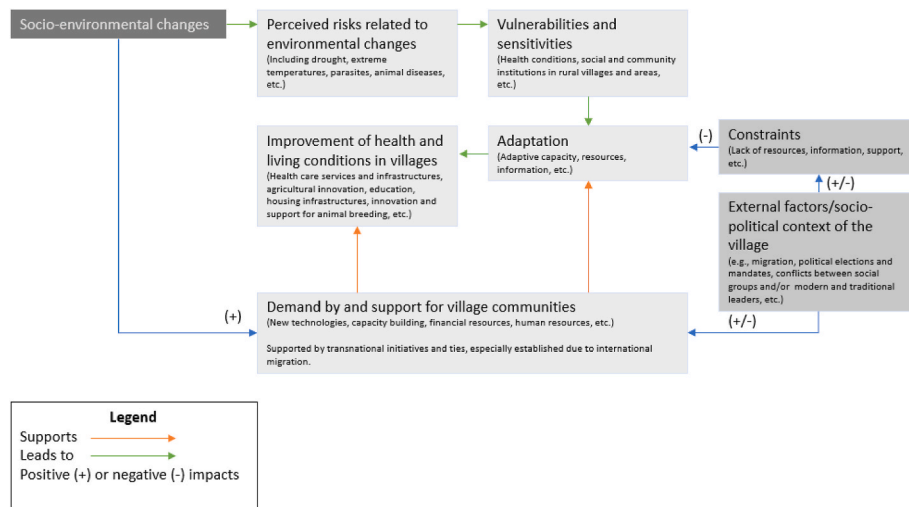 Socio-environmental changes
Perceived risks related to
environmental changes
(Including drought, extreme
temperatures, parasites, animal diseases,
etc.)
Vulnerabilities and
sensitivities
(Health conditions, social and community
institutions in rural villages and areas,
etc.)
Improvement of health and
living conditions in villages
(Health care services and infrastructures,
agricultural innovation, education,
housing infrastructures, innovation and
support for animal breeding, etc.)
Adaptation
(Adaptive capacity, resources,
information, etc.)
(-)
Constraints
(Lack of resources, information, support,
etc.)
(+/-)
External factors/socio-
political context of the
village
(e.g., migration, political elections and
mandates, conflicts between social
groups and/or modern and traditional
leaders, etc.)
(+/-)
(+)
Demand by and support for village communities
(New technologies, capacity building, financial resources, human resources, etc.)
Supported by transnational initiatives and ties, especially established due to international
migration.
Legend
Supports
Leads to
Positive (+) or negative (-) impacts